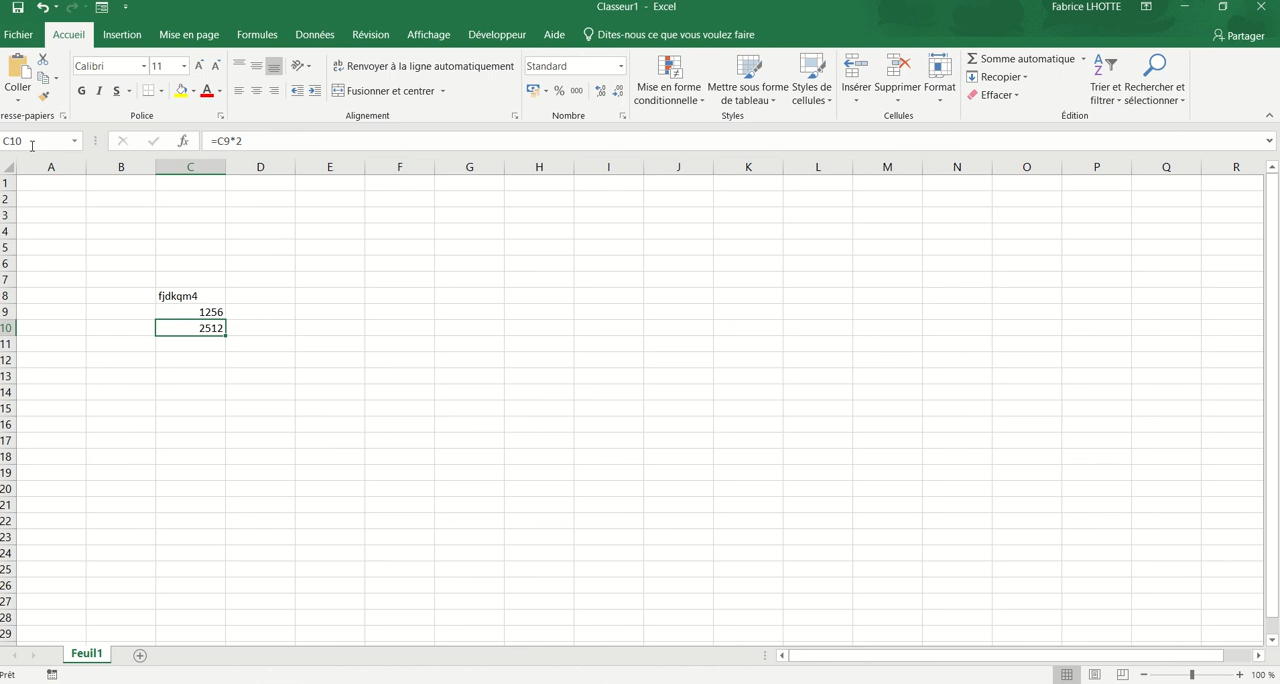 Classeur1 - Excel
Fabrice LHOTTE
Fichier Accueil Insertion Mise en page Formules Données Révision Affichage Développeur Aide Dites-nous ce que vous voulez faire Partager
Coller
Calibri 11 A A
Renvoyer à la ligne automatiquement
Standard
G I S A
Fusionner et centrer
% 000
Mise en forme conditionnelle
Mettre sous forme de tableau
Styles de cellules
Insérer Supprimer Format
Somme automatique
Recopier
Effacer
Trier et filtrer
Rechercher et sélectionner
resse-papiers Police Alignement Nombre Styles Cellules Édition
C10 fx =C9*2
A B C D E F G H I J K L M N O P Q R
1
2
3
4
5
6
7
8 fjdkqm4
9 1256
10 2512
11
12
13
14
15
16
17
18
19
20
21
22
23
24
25
26
27
28
29
Feuil1
Prêt
100 %